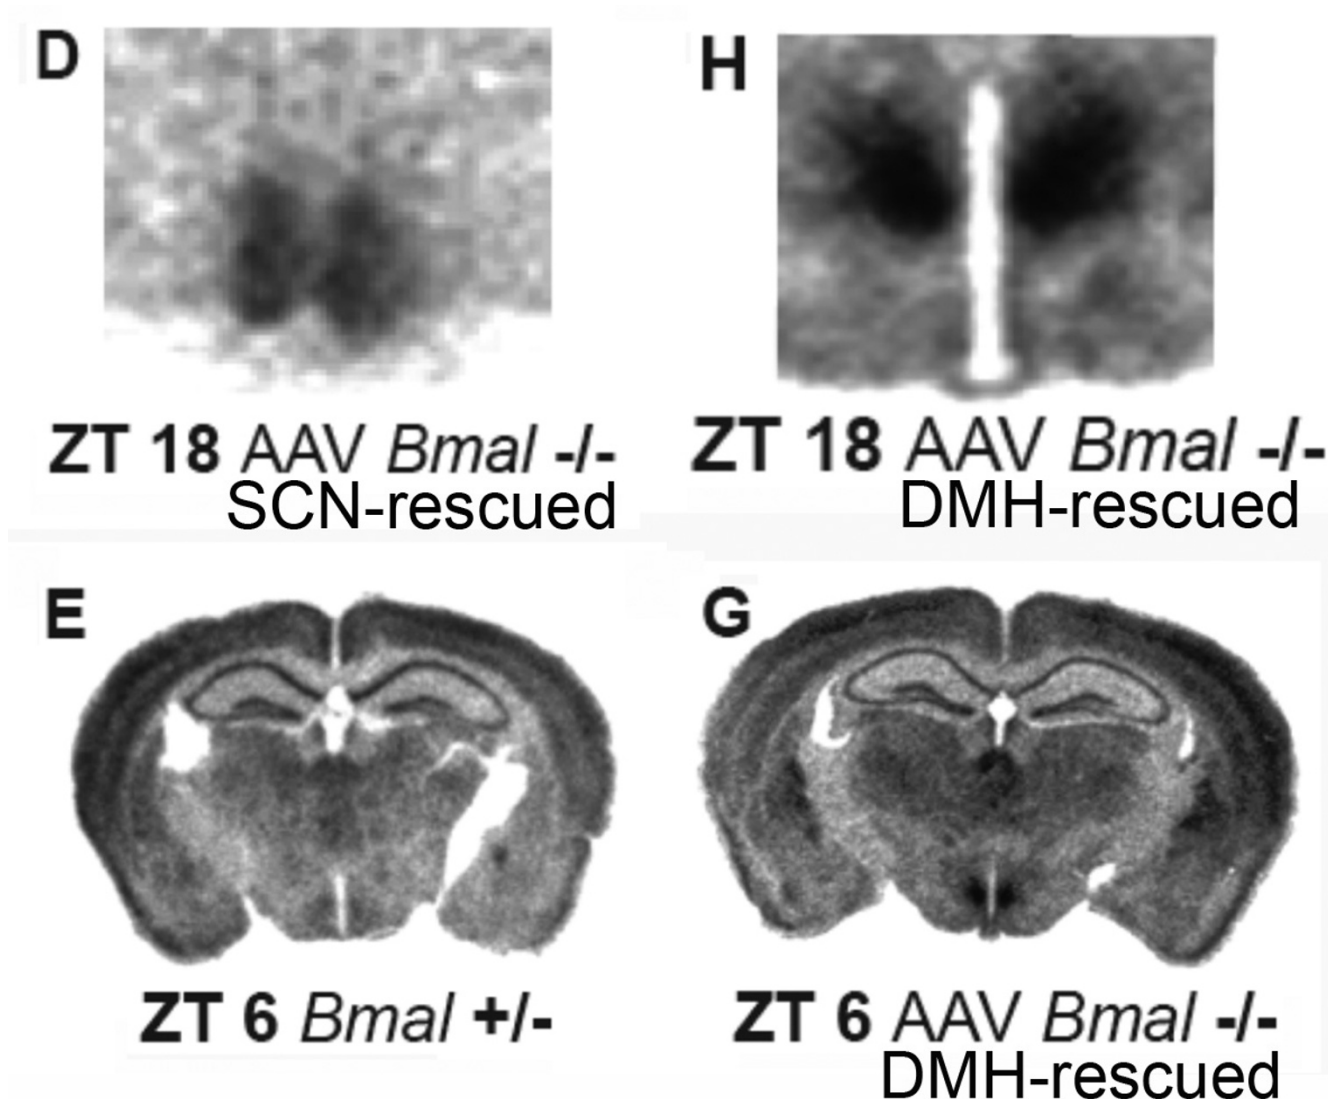 D
H
ZT 18 AAV Bmal -/-
SCN-rescued
ZT 18 AAV Bmal -/-
DMH-rescued
E
G
ZT 6 Bmal +/-
ZT 6 AAV Bmal -/-
DMH-rescued